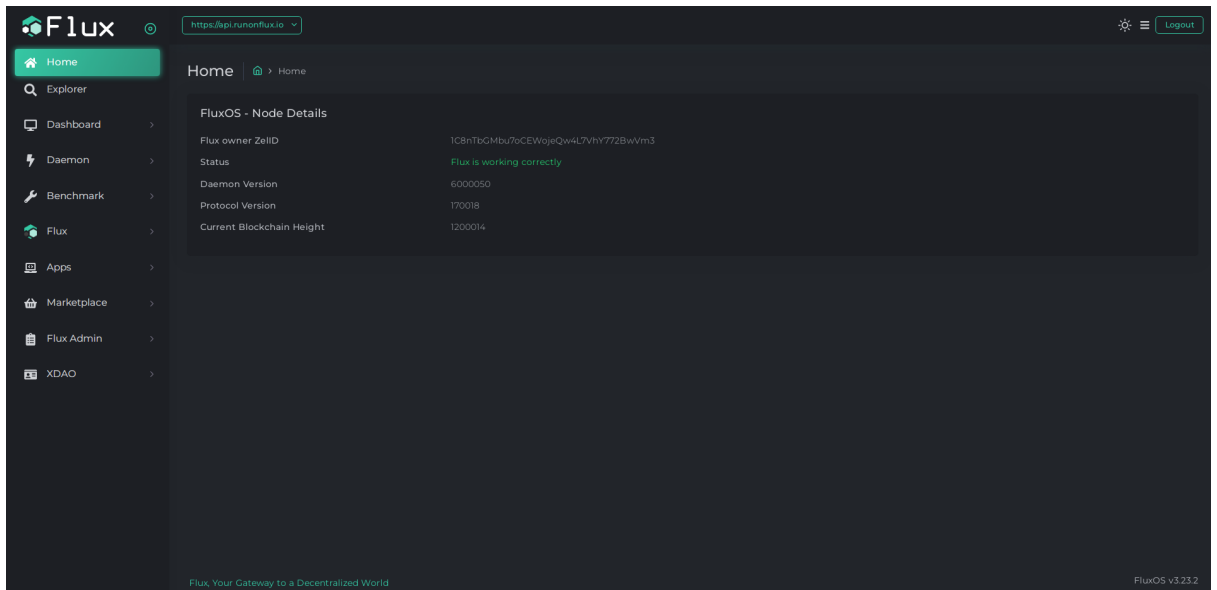 Flux
https://api.runonflux.io
Logout
Home
Explorer
Dashboard
Daemon
Benchmark
Flux
Apps
Marketplace
Flux Admin
XDAO
Home
Home
FluxOS - Node Details
Flux owner ZelID 1C8nTbGMbu7oCEWojeQw4L7VhY772BwVm3
Status Flux is working correctly
Daemon Version 6000050
Protocol Version 170018
Current Blockchain Height 1200014
Flux, Your Gateway to a Decentralized World
FluxOS v3.23.2